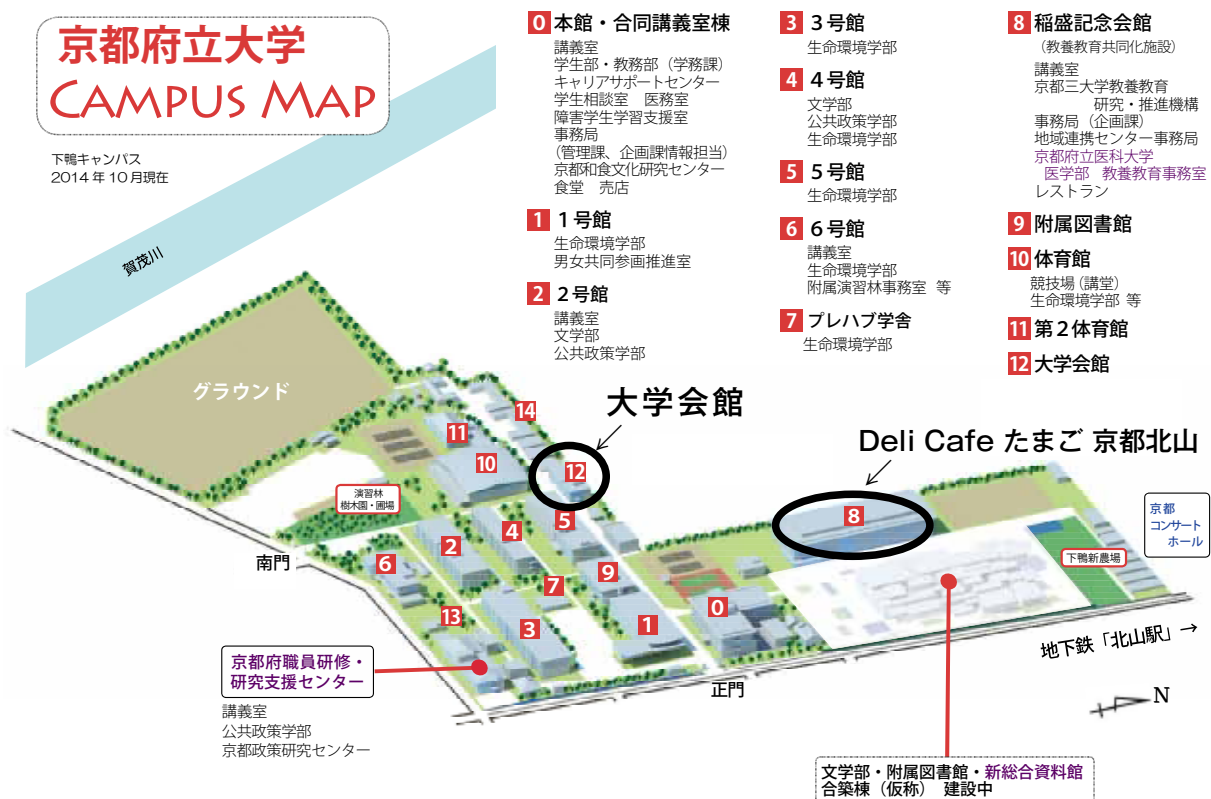 京都府立大学
CAMPUS MAP
下鴨キャンパス
2014年10月現在
0 本館・合同講義室棟
講義室
学生部・教務部（学務課）
キャリアサポートセンター
学生相談室 医務室
障害学生学習支援室
事務局
（管理課、企画課情報担当）
京都和食文化研究センター
食堂 売店
1 1号館
生命環境学部
男女共同参画推進室
2 2号館
講義室
文学部
公共政策学部
3 3号館
生命環境学部
4 4号館
文学部
公共政策学部
生命環境学部
5 5号館
生命環境学部
6 6号館
講義室
生命環境学部
附属演習林事務室 等
7 プレハブ学舎
生命環境学部
8 稲盛記念会館
（教養教育共同化施設）
講義室
京都三大学教養教育
研究・推進機構
事務局（企画課）
地域連携センター事務局
京都府立医科大学
医学部 教養教育事務室
レストラン
9 附属図書館
10 体育館
競技場（講堂）
生命環境学部 等
11 第2体育館
12 大学会館
賀茂川
グラウンド
大学会館
Deli Cafe たまご 京都北山
14
11
10
12
8
京都
コンサート
ホール
演習林
樹木園・圃場
5
4
2
南門
6
9
7
下鴨新農場
0
13
3
1
地下鉄「北山駅」→
正門
N
京都府職員研修・
研究支援センター
講義室
公共政策学部
京都政策研究センター
文学部・附属図書館・新総合資料館
合築棟（仮称） 建設中